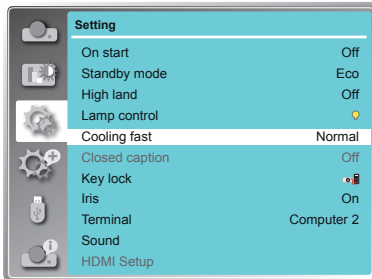 Setting
On start Off
Standby mode Eco
High land Off
Lamp control
Cooling fast Normal
Closed caption Off
Key lock
Iris On
Terminal Computer 2
Sound
HDMI Setup